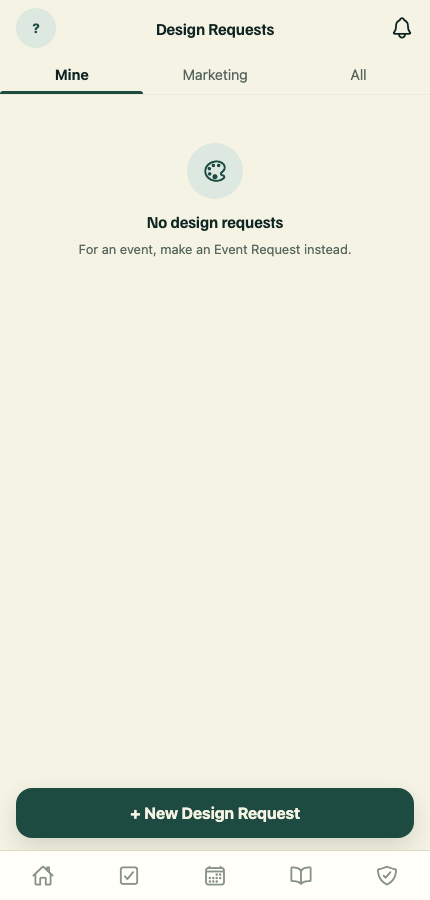 ?
Design Requests
Mine
Marketing
All
No design requests
For an event, make an Event Request instead.
+ New Design Request